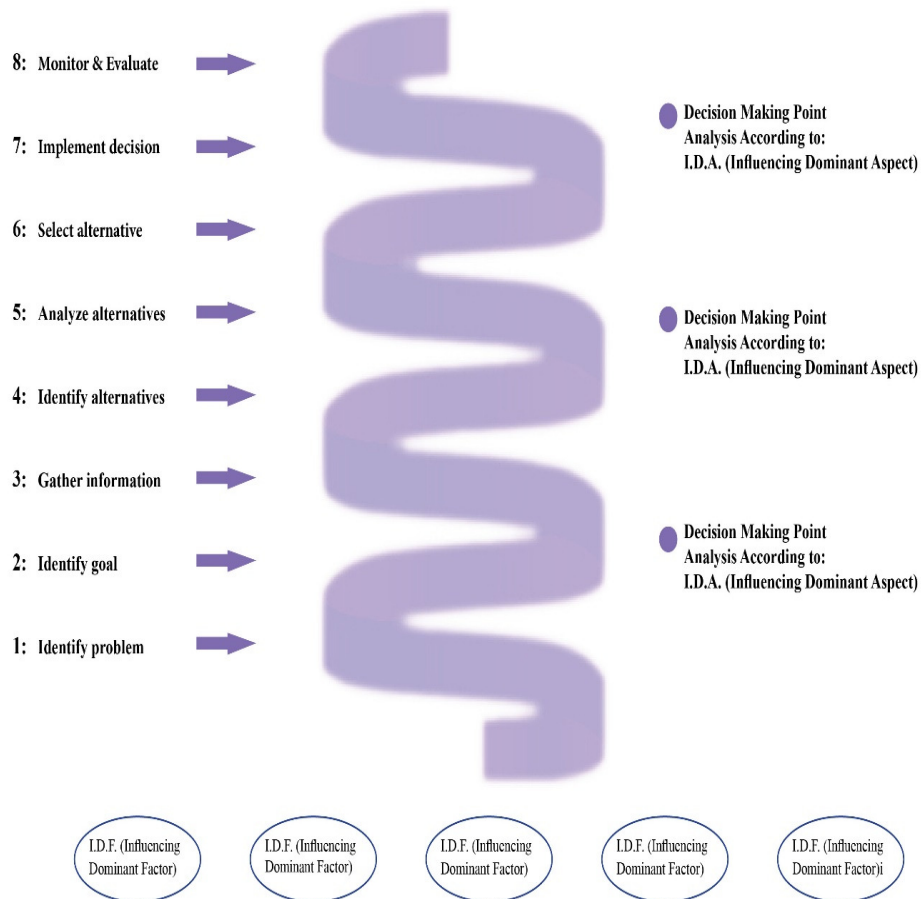 8: Monitor & Evaluate
7: Implement decision
6: Select alternative
5: Analyze alternatives
4: Identify alternatives
3: Gather information
2: Identify goal
1: Identify problem
Decision Making Point
Analysis According to:
I.D.A. (Influencing Dominant Aspect)
Decision Making Point
Analysis According to:
I.D.A. (Influencing Dominant Aspect)
Decision Making Point
Analysis According to:
I.D.A. (Influencing Dominant Aspect)
I.D.F. (Influencing
Dominant Factor)
I.D.F. (Influencing
Dominant Factor)
I.D.F. (Influencing
Dominant Factor)
I.D.F. (Influencing
Dominant Factor)
I.D.F. (Influencing
Dominant Factor)i